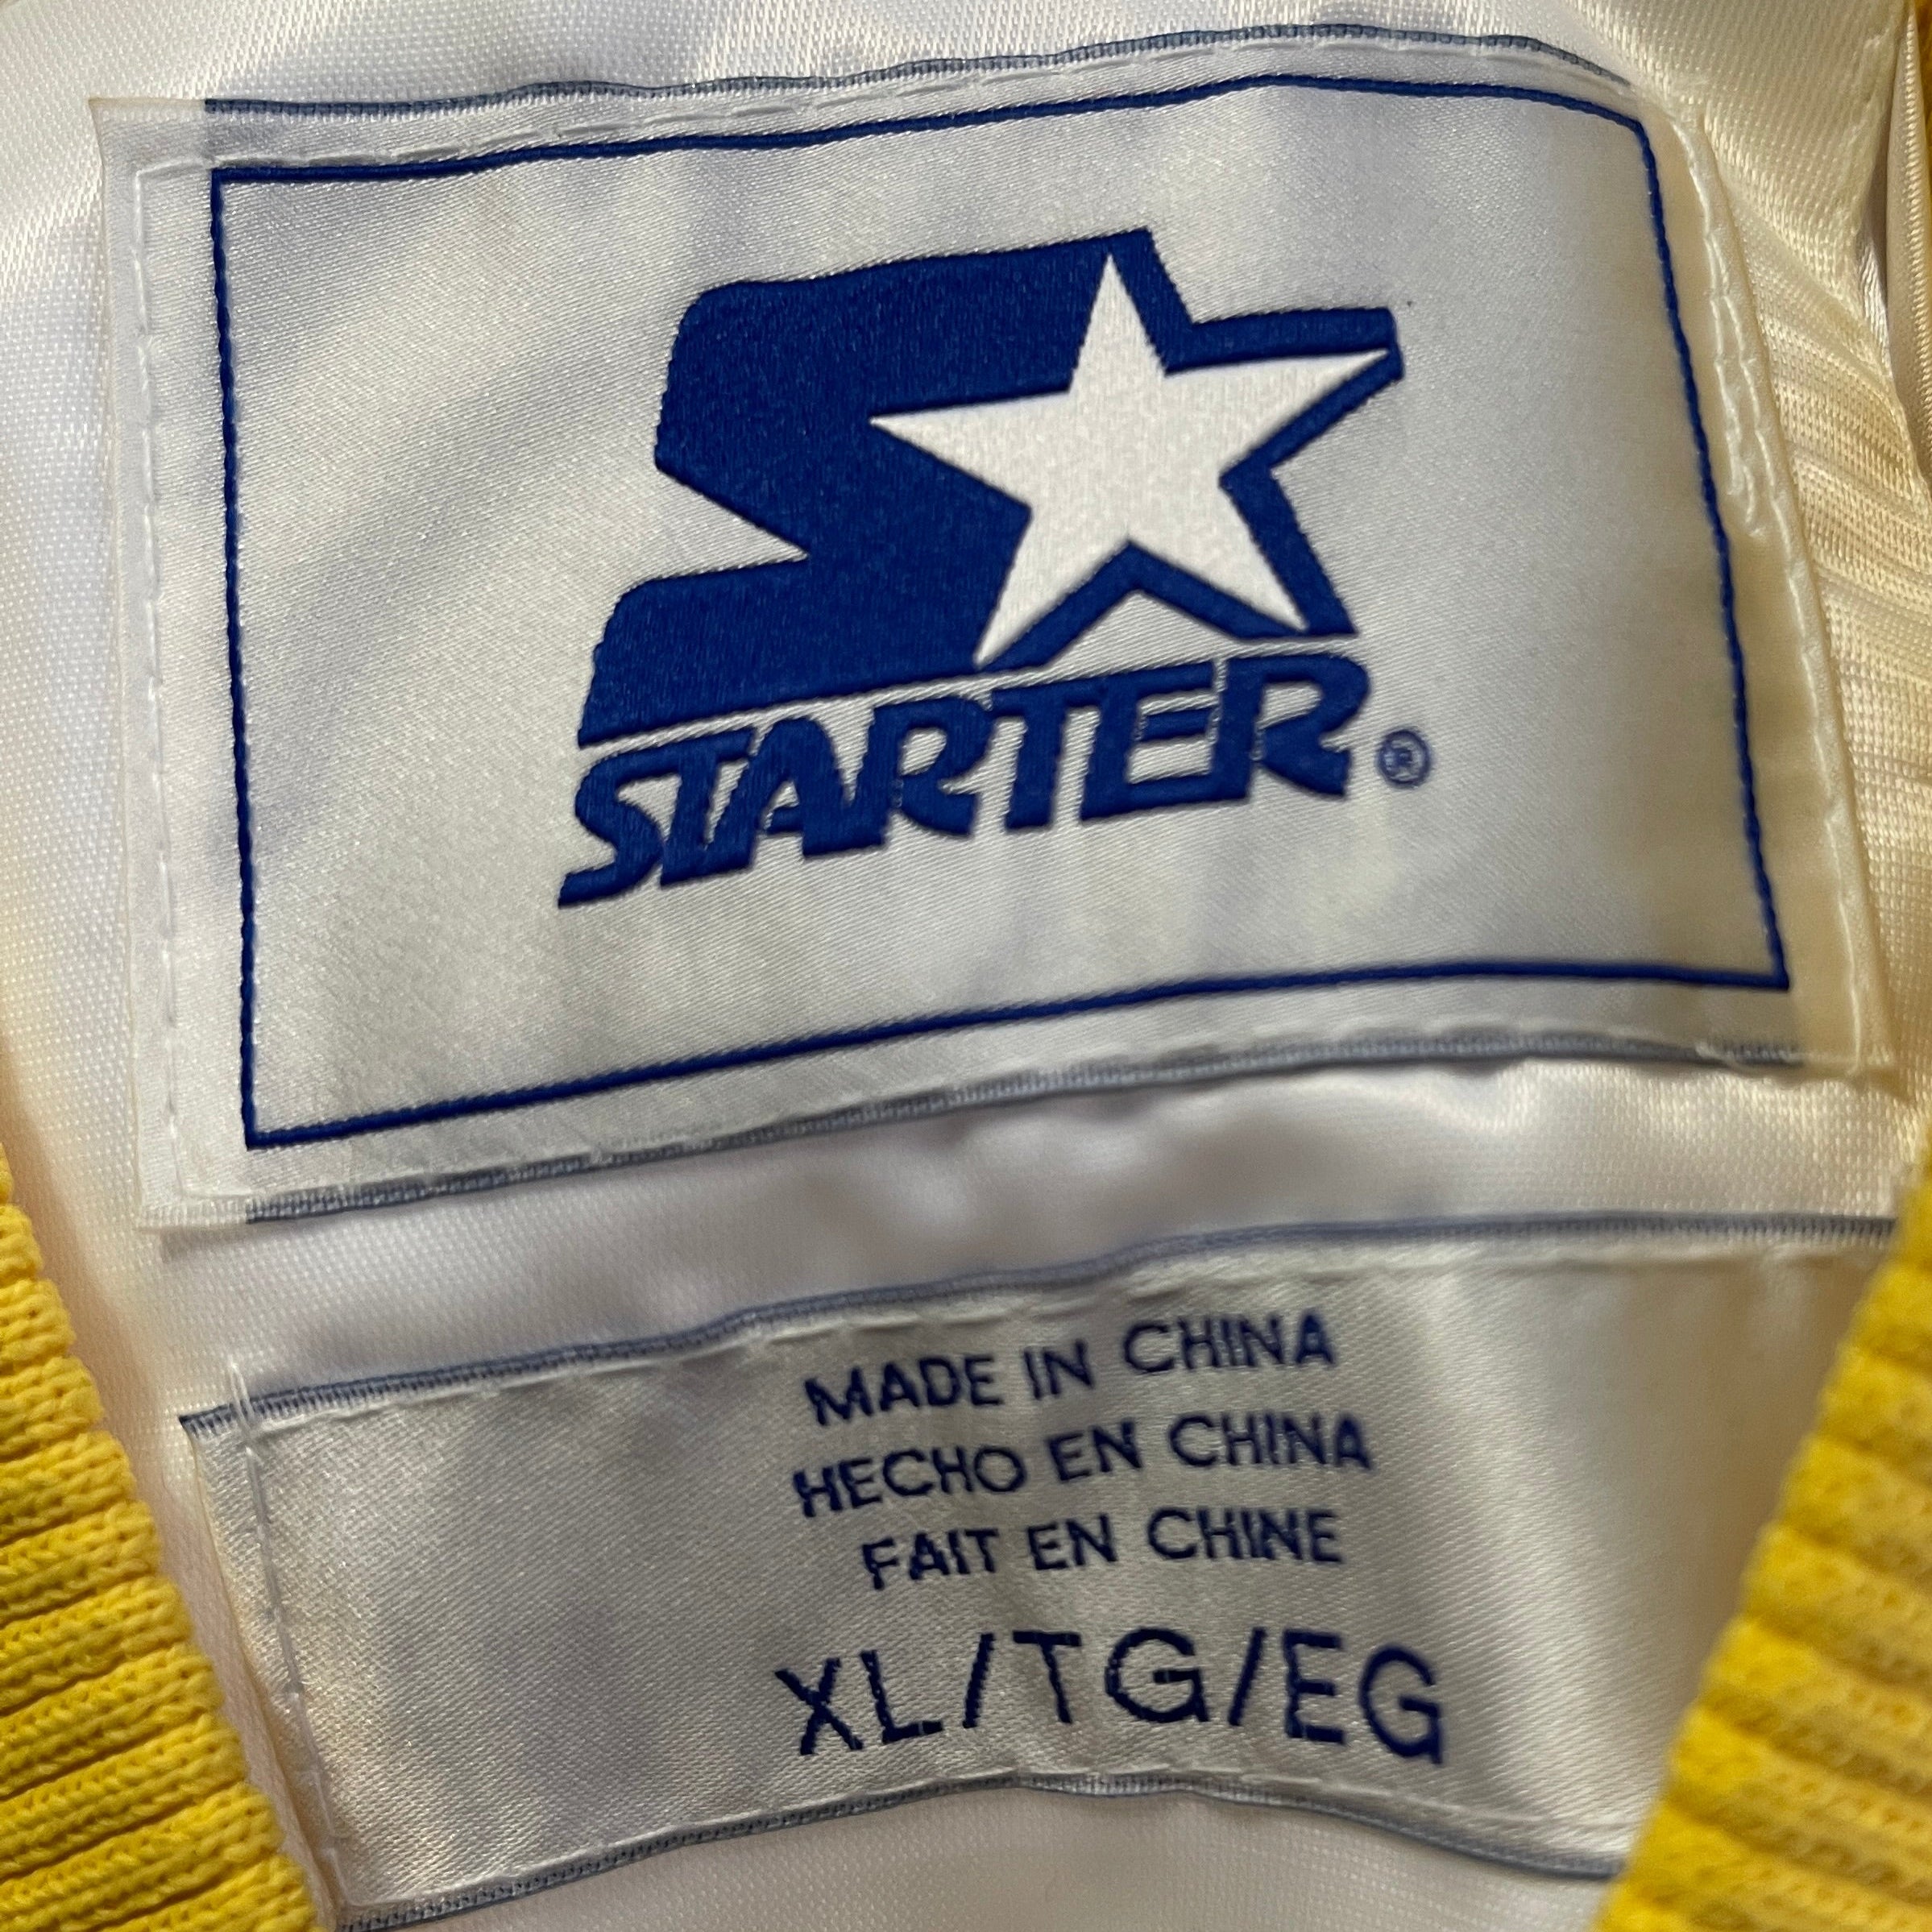 STARTER®
MADE IN CHINA
HECHO EN CHINA
FAIT EN CHINE
XL/TG/EG